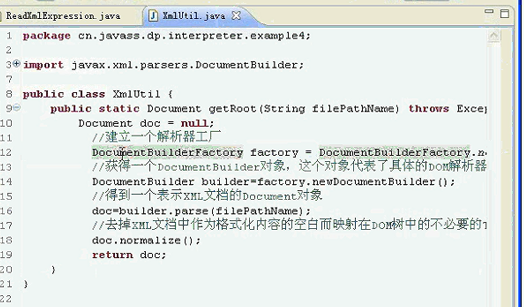 ReadXmlExpression.java
XmlUtil.java
1 package cn.javass.dp.interpreter.example4;
2
3 import javax.xml.parsers.DocumentBuilder;
7
8 public class XmlUtil {
9 public static Document getRoot(String filePathName) throws Excep
10 Document doc = null;
11 //建立一个解析器工厂
12 DocumentBuilderFactory factory = DocumentBuilderFactory.n
13 //获得一个DocumentBuilder对象，这个对象代表了具体的DOM解析器
14 DocumentBuilder builder=factory.newDocumentBuilder();
15 //得到一个表示XML文档的Document对象
16 doc=builder.parse(filePathName);
17 //去掉XML文档中作为格式化内容的空白而映射在DOM树中的不必要的T
18 doc.normalize();
19 return doc;
20 }
21 }
22